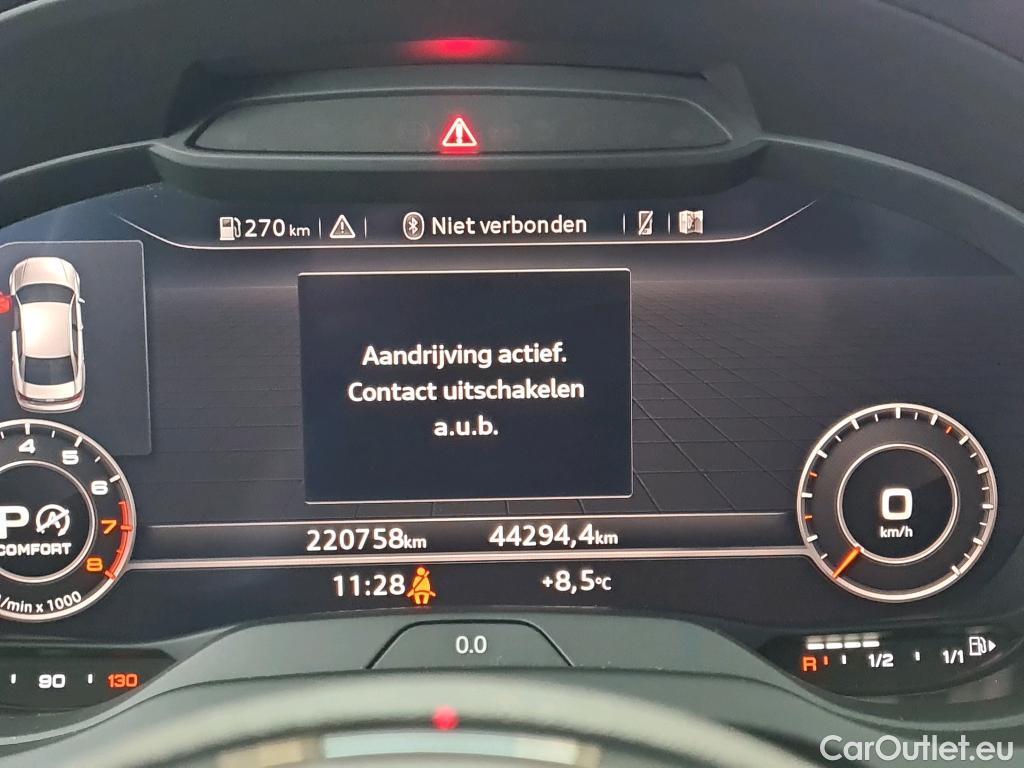 270 km
Niet verbonden
Aandrijving actief.
Contact uitschakelen
a.u.b.
4
5
6
7
8
P
COMFORT
/min x 1000
220758km
44294,4km
0
km/h
11:28
+8,5°C
0.0
90
130
R
1/2
1/1
CarOutlet.eu